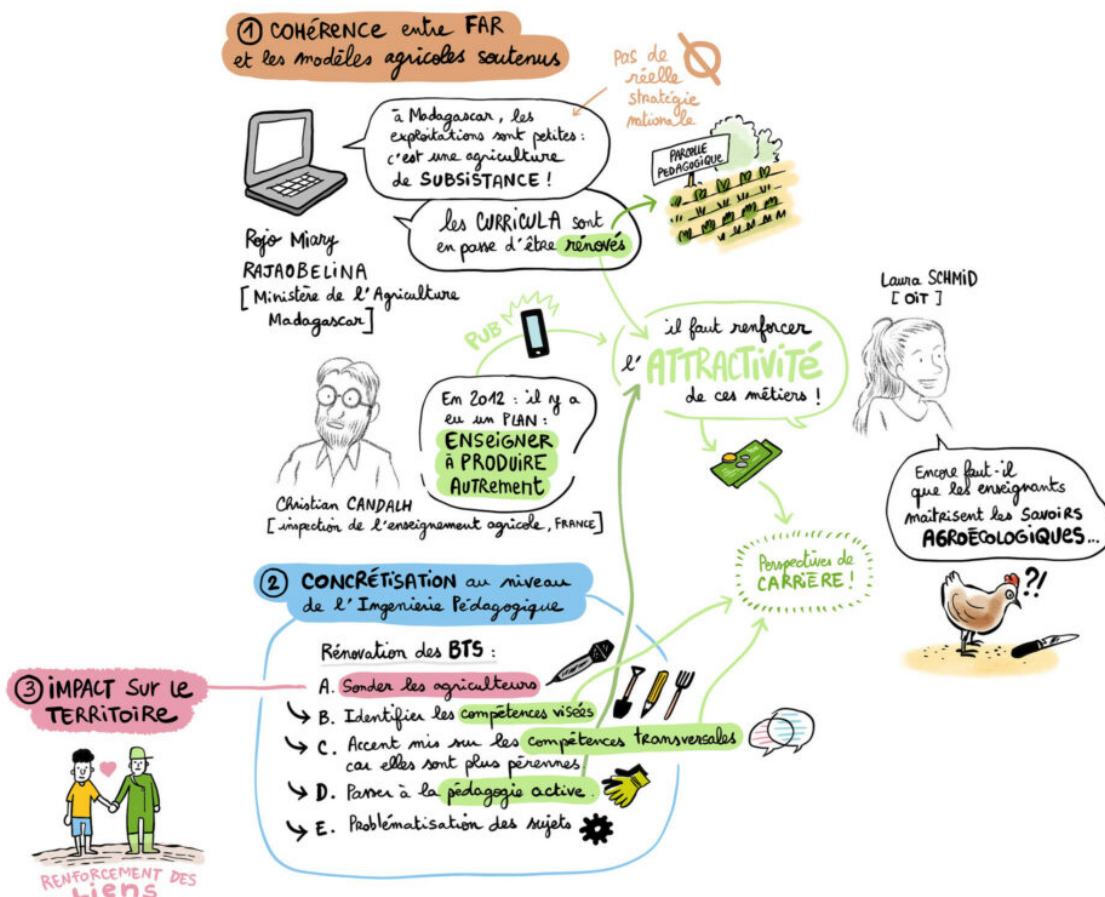 ① COHÉRENCE entre FAR
et les modèles agricoles soutenus
Pas de
réelle
stratégie
nationale
à Madagascar, les
exploitations sont petites :
c'est une agriculture
de SUBSISTANCE !
PARCELLE
PEDAGOGIQUE
les CURRICULA sont
en passe d'être rénovés
Rojo Miary
RAJAOBELINA
[Ministère de l'Agriculture
Madagascar]
Laura SCHMID
[OIT]
PUB
il faut renforcer
l'ATTRACTIVITÉ
de ces métiers !
En 2012 : il y a
eu un PLAN :
ENSEIGNER
À PRODUIRE
AUTREMENT
Christian CANDALH
[inspection de l'enseignement agricole, FRANCE]
Encore faut-il
que les enseignants
maîtrisent les savoirs
AGROÉCOLOGIQUES...
?!
Perspectives de
CARRIÈRE !
② CONCRÉTISATION au niveau
de l'Ingénierie Pédagogique
Rénovation des BTS :
A. Sonder les agriculteurs
B. Identifier les compétences visées
C. Accent mis sur les compétences transversales
car elles sont plus pérennes
D. Passer à la pédagogie active.
E. Problématisation des sujets
③ IMPACT sur le
TERRITOIRE
RENFORCEMENT DES
liens